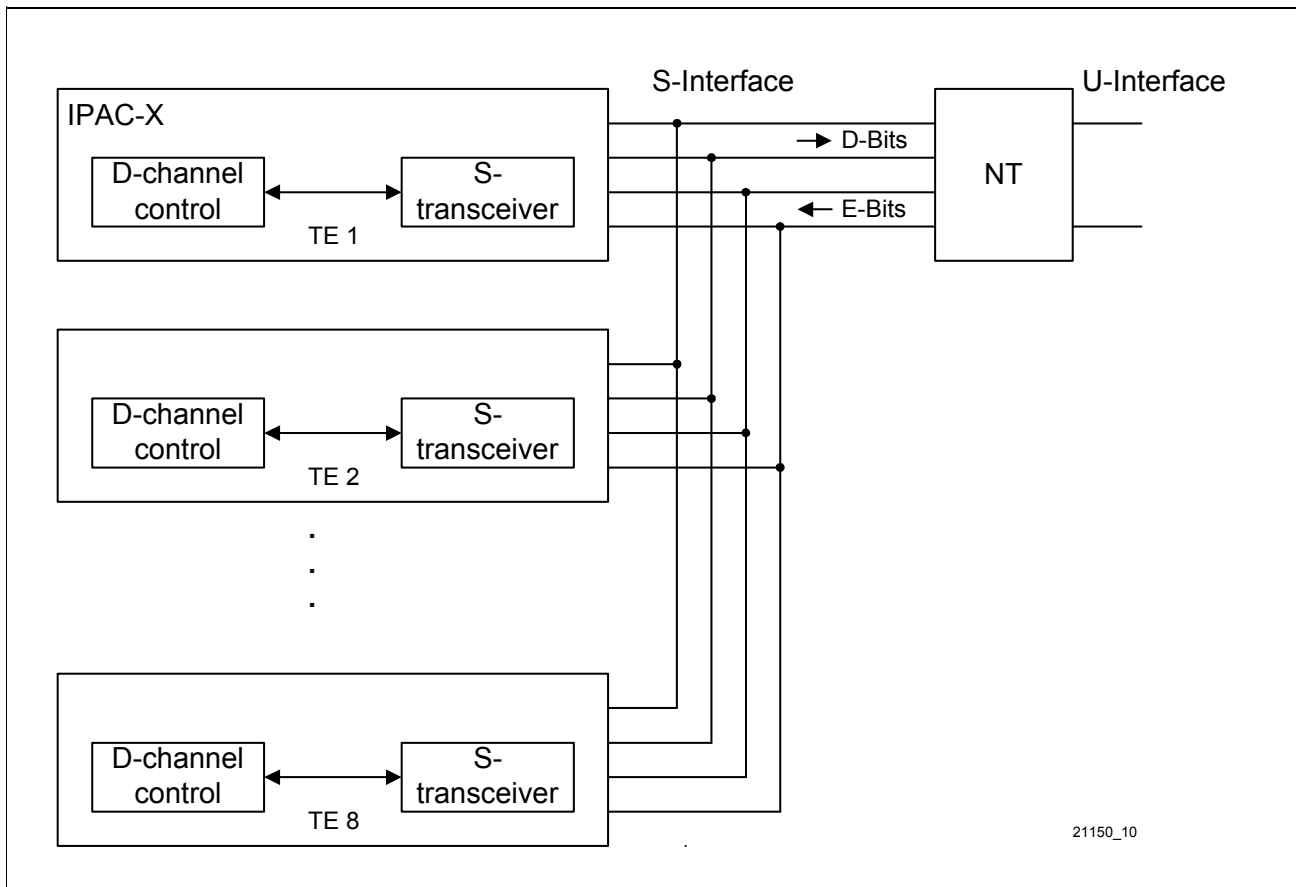 S-Interface
U-Interface
IPAC-X
D-channel
control
S-
transceiver
TE 1
D-Bits
E-Bits
NT
D-channel
control
S-
transceiver
TE 2
.
.
.
D-channel
control
S-
transceiver
TE 8
.
21150_10